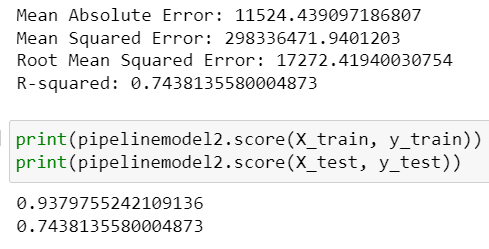 Mean Absolute Error: 11524.439097186807
Mean Squared Error: 298336471.9401203
Root Mean Squared Error: 17272.41940030754
R-squared: 0.7438135580004873
print(pipelinemodel2.score(X_train, y_train))
print(pipelinemodel2.score(X_test, y_test))
0.9379755242109136
0.7438135580004873